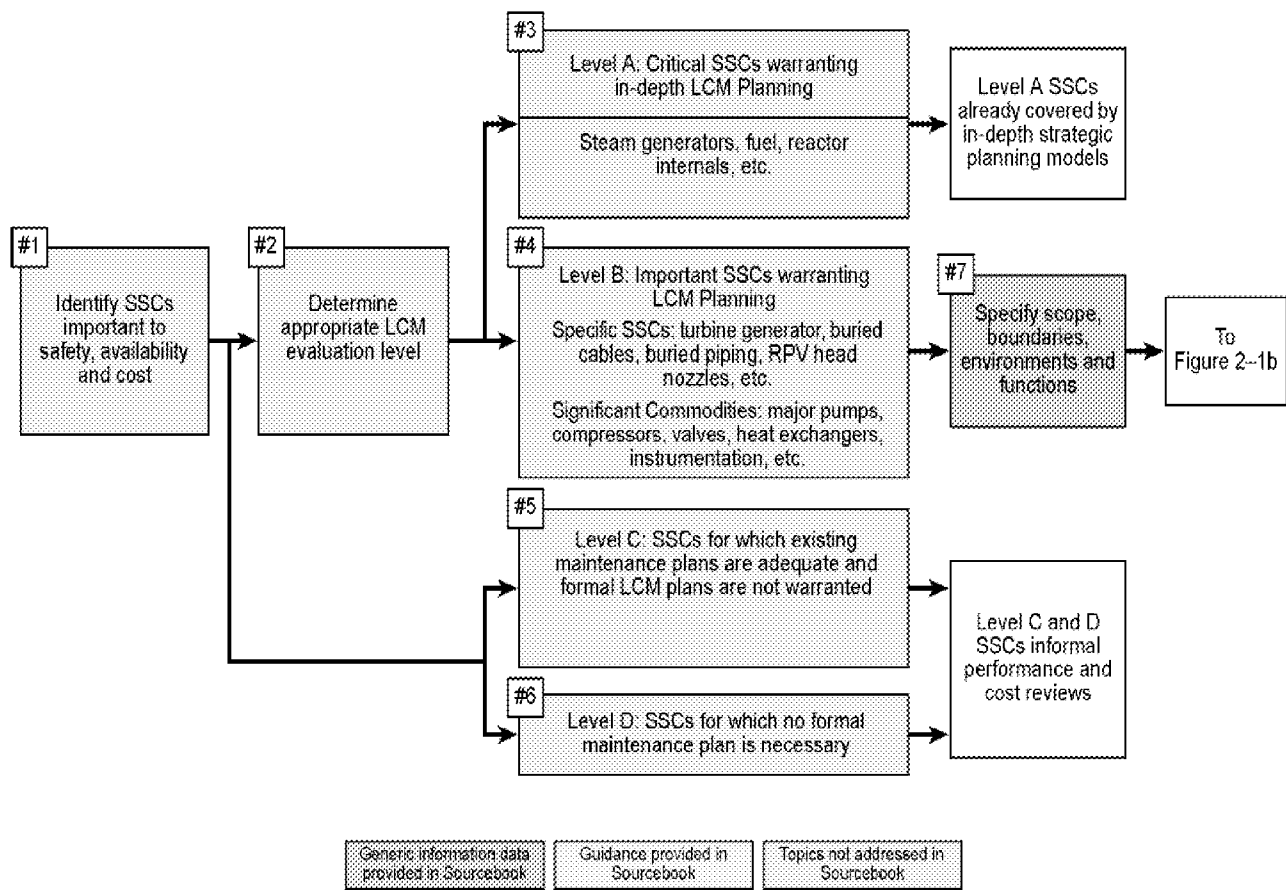 #3
Level A: Critical SSCs warranting
in-depth LCM Planning
Steam generators, fuel, reactor
internals, etc.
Level A SSCs
already covered by
in-depth strategic
planning models
#1
Identify SSCs
important to
safety, availability
and cost
#2
Determine
appropriate LCM
evaluation level
#4
Level B: Important SSCs warranting
LCM Planning
Specific SSCs: turbine generator, buried
cables, buried piping, RPV head
nozzles, etc.
Significant Commodities: major pumps,
compressors, valves, heat exchangers,
instrumentation, etc.
#7
Specify scope,
boundaries,
environments and
functions
To
Figure 2–1b
#5
Level C: SSCs for which existing
maintenance plans are adequate and
formal LCM plans are not warranted
#6
Level D: SSCs for which no formal
maintenance plan is necessary
Level C and D
SSCs informal
performance and
cost reviews
Generic information data
provided in Sourcebook
Guidance provided in
Sourcebook
Topics not addressed in
Sourcebook